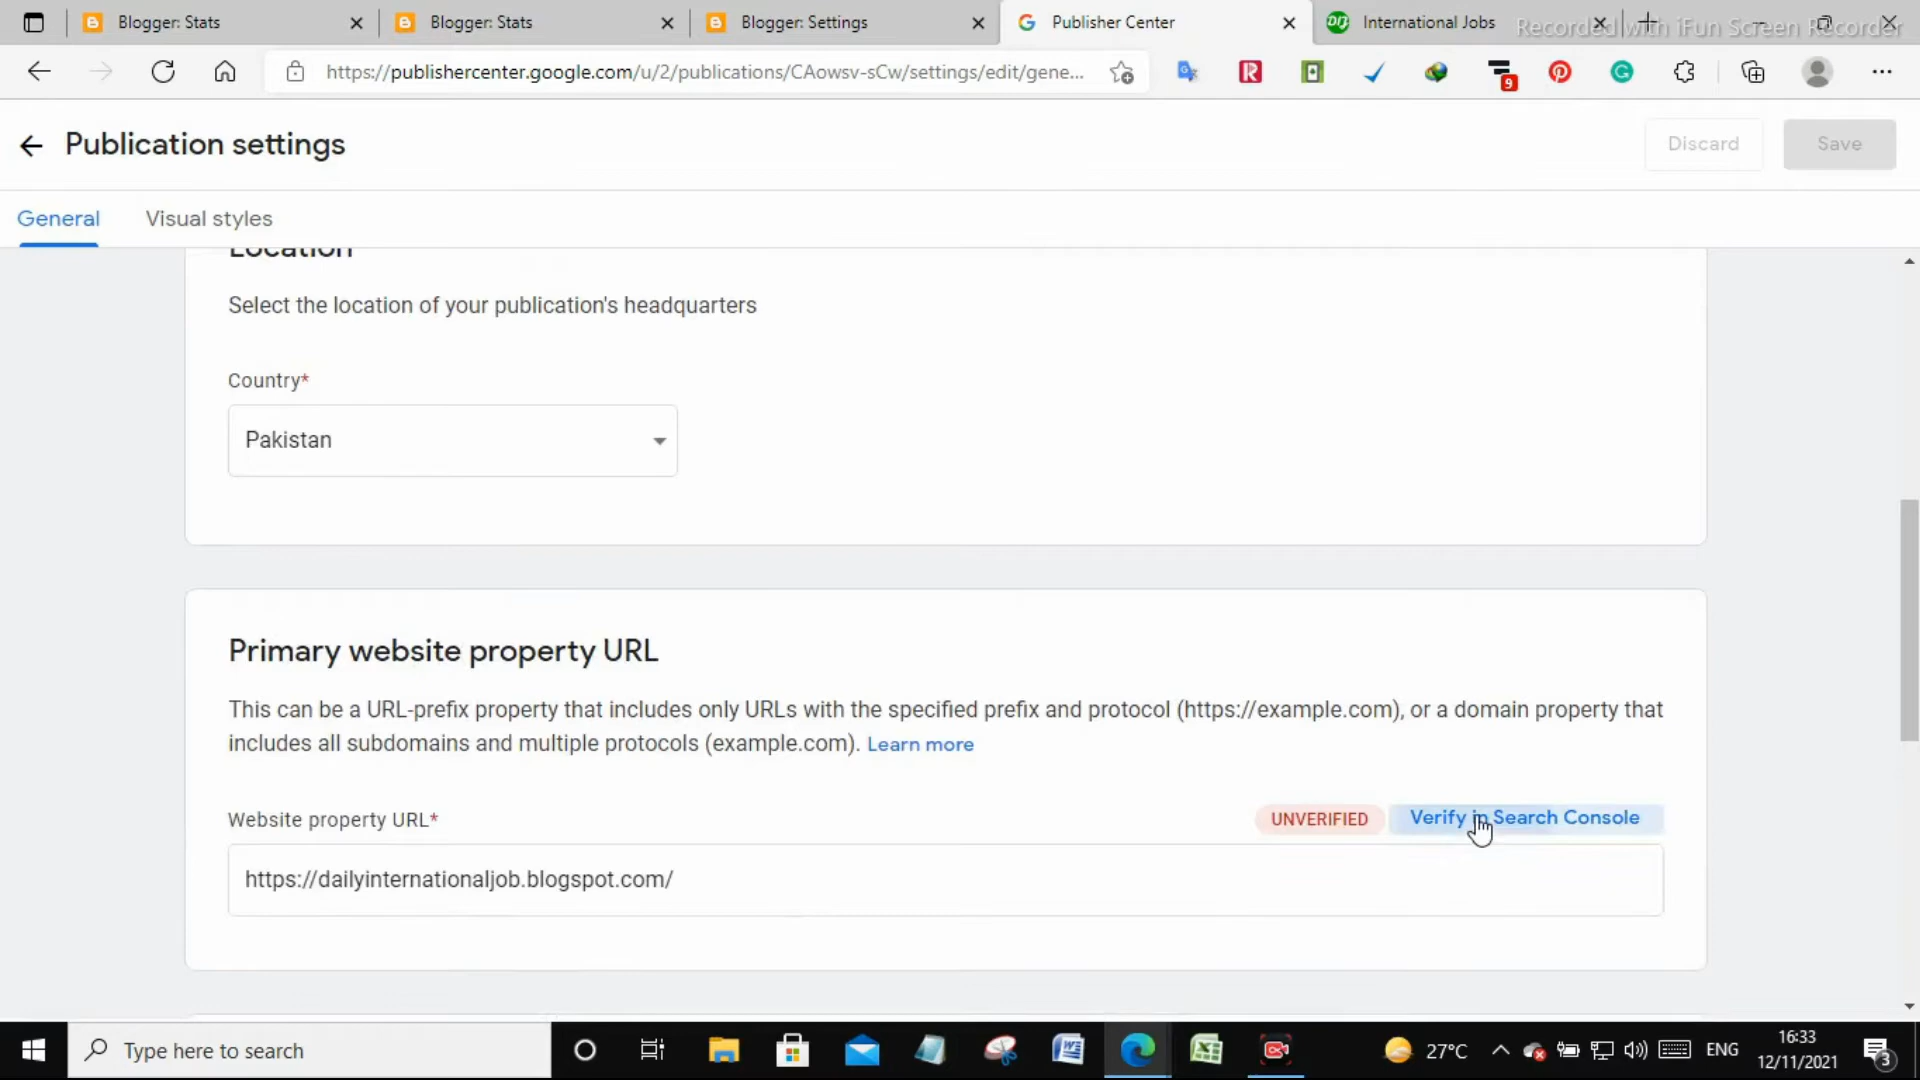 Blogger: Stats
Blogger: Stats
Blogger: Settings
Publisher Center
International Jobs
Recorded with iFun Screen Recorder
https://publishercenter.google.com/u/2/publications/CAowsv-sCw/settings/edit/gene...
9
Publication settings
Discard
Save
General
Visual styles
Location
Select the location of your publication's headquarters
Country*
Pakistan
Primary website property URL
This can be a URL-prefix property that includes only URLs with the specified prefix and protocol (https://example.com), or a domain property that
includes all subdomains and multiple protocols (example.com). Learn more
Website property URL*
UNVERIFIED
Verify in Search Console
https://dailyinternationaljob.blogspot.com/
Type here to search
27°C
ENG
16:33
12/11/2021
3